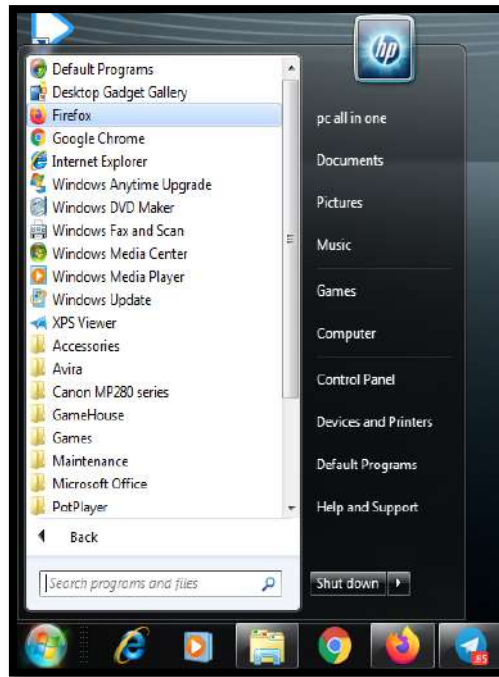 hp
Default Programs
Desktop Gadget Gallery
Firefox
Google Chrome
Internet Explorer
Windows Anytime Upgrade
Windows DVD Maker
Windows Fax and Scan
Windows Media Center
Windows Media Player
Windows Update
XPS Viewer
Accessories
Avira
Canon MP280 series
GameHouse
Games
Maintenance
Microsoft Office
PotPlayer
Back
Search programs and files
pc all in one
Documents
Pictures
Music
Games
Computer
Control Panel
Devices and Printers
Default Programs
Help and Support
Shut down
85